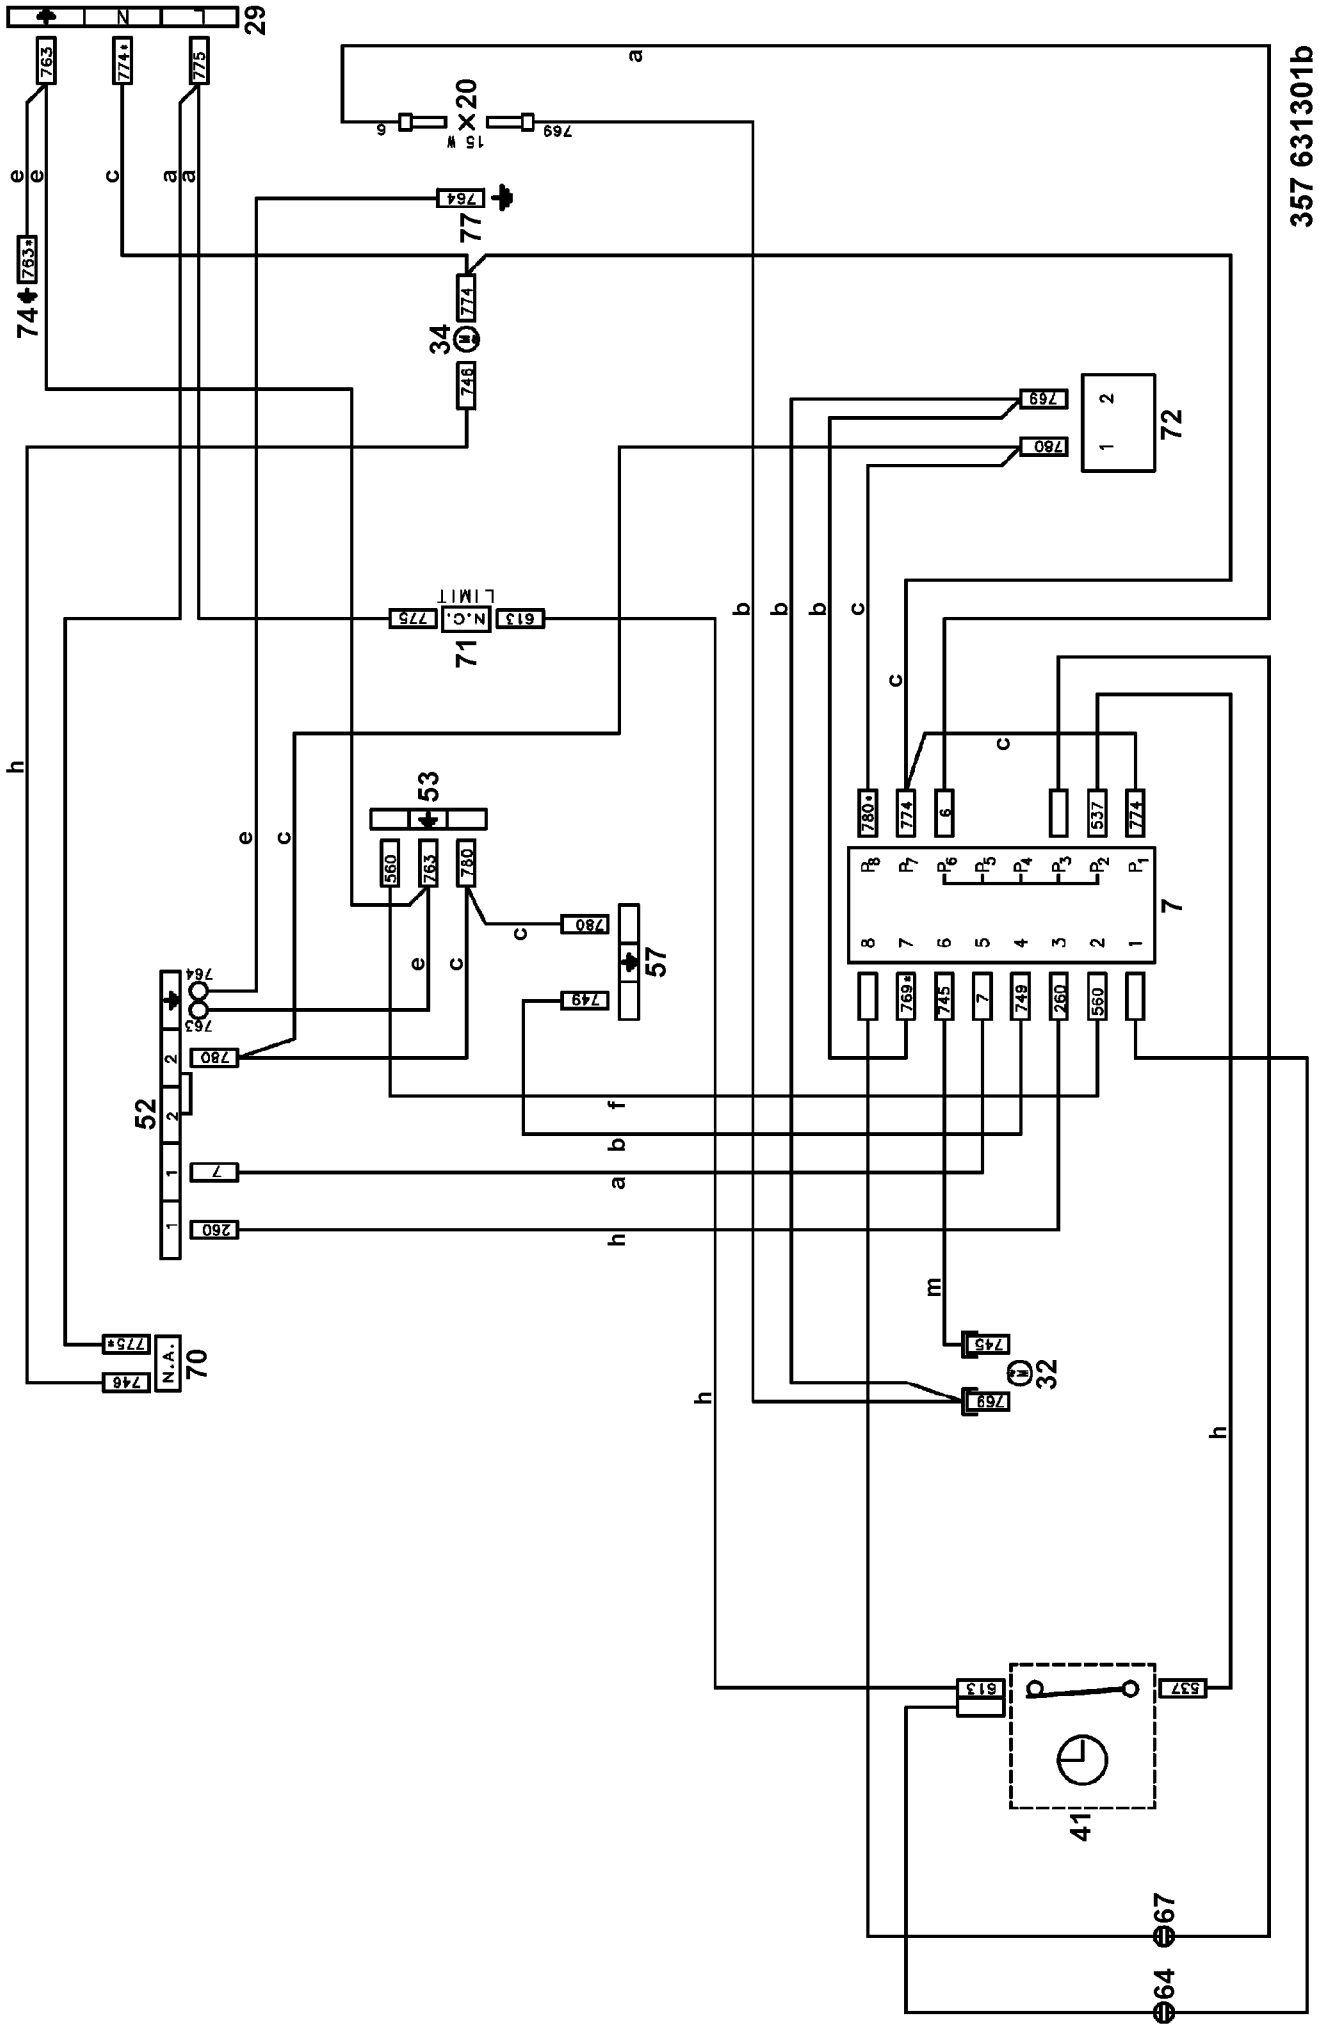 N
L
29
763
774*
775
a
6
20
15 W
769
357 631301b
e
e
c
a
a
764
77
74
763*
774
34
M
746
769
2
780
1
72
775
N.C.
LIMIT
613
71
b
b
b
c
c
c
h
e
c
53
560
763
780
780*
774
6
537
774
P8
P7
P6
P5
P4
P3
P2
P1
8
7
6
5
4
3
2
1
7
769*
745
7
749
260
560
c
780
57
749
e
c
764
763
2
780
52
2
1
7
1
260
f
b
a
h
m
775*
746
N.A.
70
745
769
M
32
h
h
613
537
41
67
64